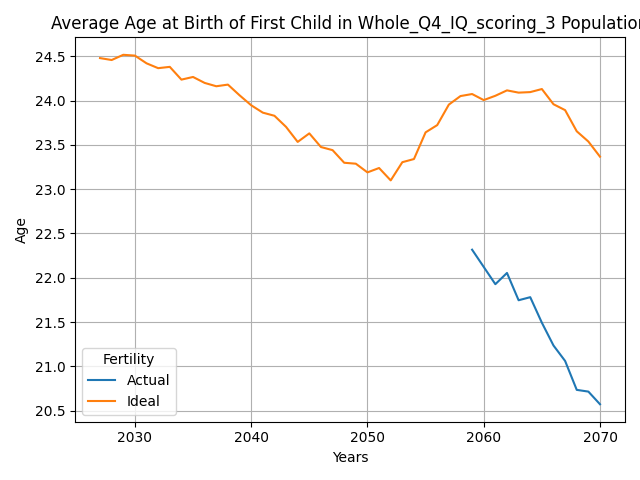 Average Age at Birth of First Child in Whole_Q4_IQ_scoring_3 Population
24.5
24.0
23.5
23.0
22.5
22.0
21.5
21.0
20.5
Age
Fertility
Actual
Ideal
2030
2040
2050
2060
2070
Years